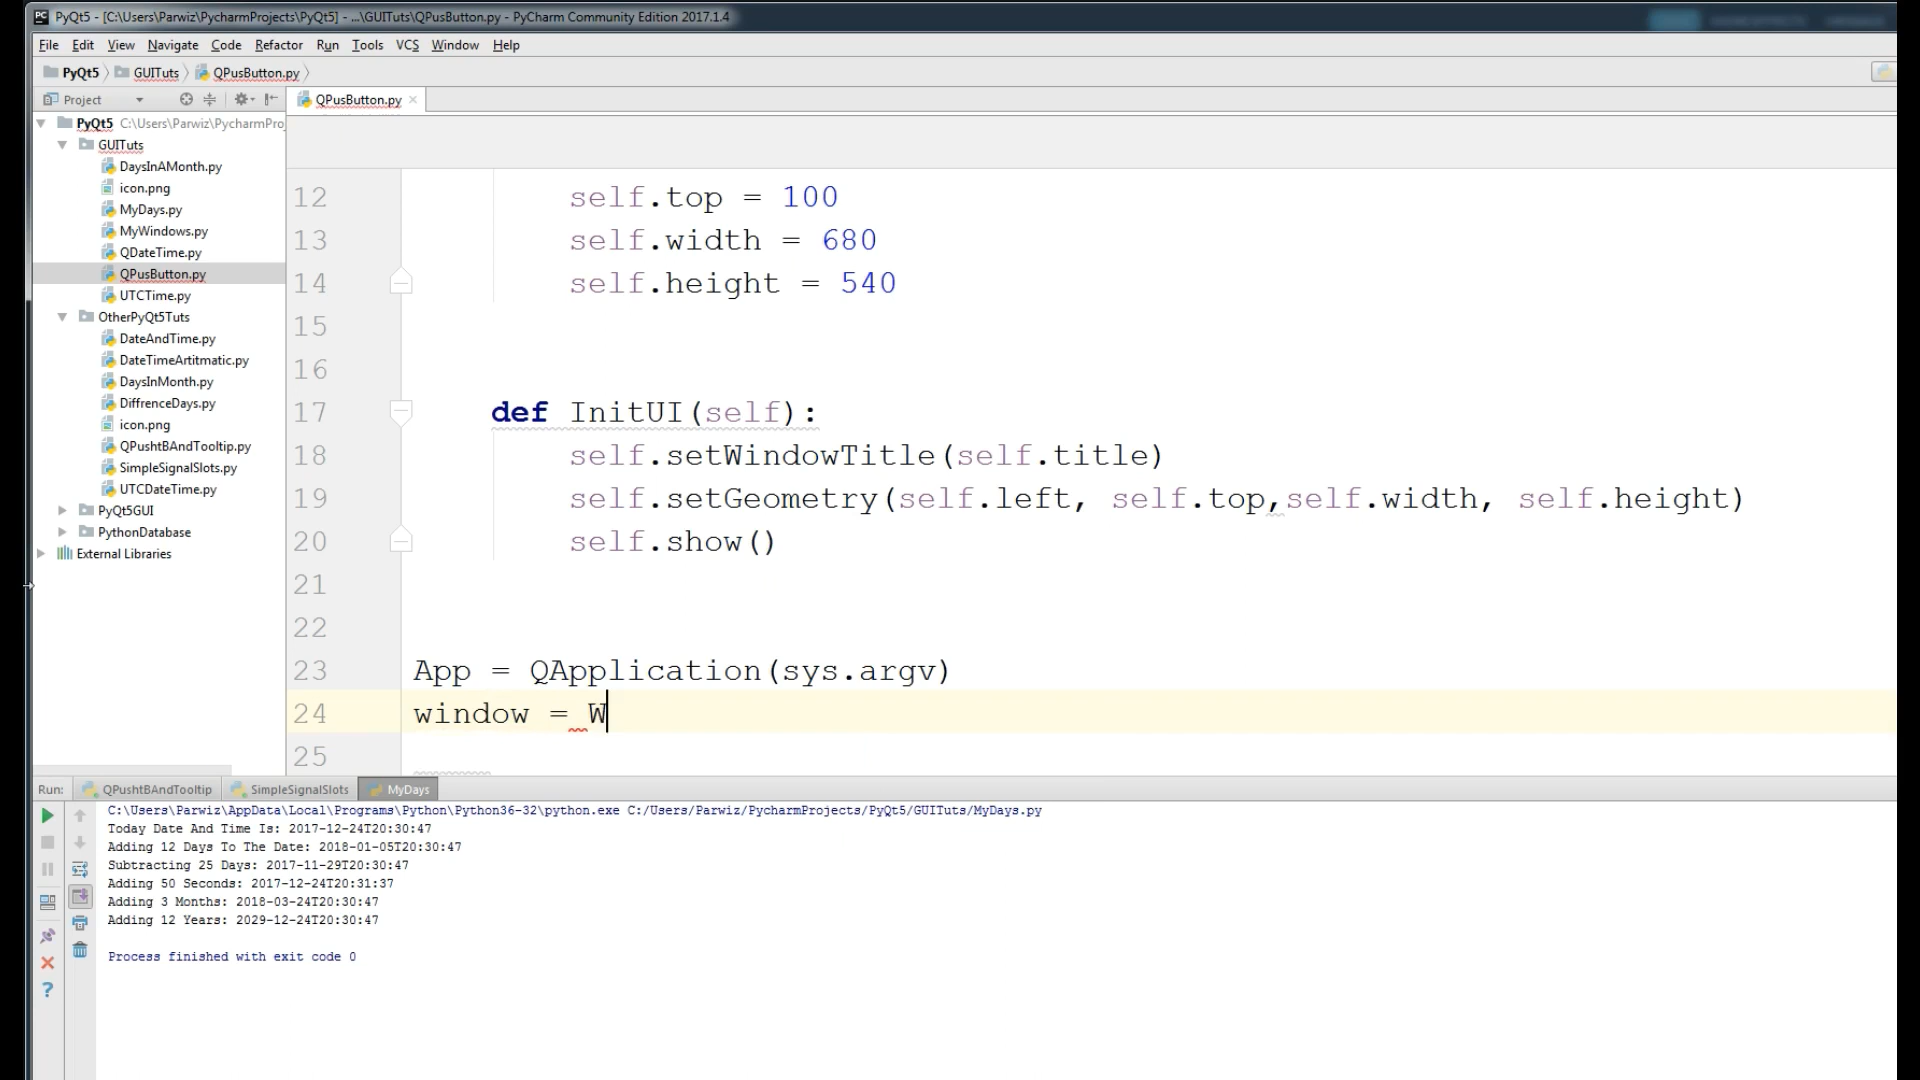 PyQt5 - [C:\Users\Parwiz\PycharmProjects\PyQt5] - ...\GUITuts\QPusButton.py - PyCharm Community Edition 2017.1.4
File Edit View Navigate Code Refactor Run Tools VCS Window Help
PyQt5 GUITuts QPusButton.py
Project
QPusButton.py
PyQt5 C:\Users\Parwiz\PycharmPro
GUITuts
DaysInAMonth.py
icon.png
MyDays.py
MyWindows.py
QDateTime.py
QPusButton.py
UTCTime.py
OtherPyQt5Tuts
DateAndTime.py
DateTimeArtitmatic.py
DaysInMonth.py
DiffrenceDays.py
icon.png
QPushtBAndTooltip.py
SimpleSignalSlots.py
UTCDateTime.py
PyQt5GUI
PythonDatabase
External Libraries
12 self.top = 100
13 self.width = 680
14 self.height = 540
15
16
17 def InitUI(self):
18 self.setWindowTitle(self.title)
19 self.setGeometry(self.left, self.top,self.width, self.height)
20 self.show()
21
22
23 App = QApplication(sys.argv)
24 window = W
25
Run: QPushtBAndTooltip SimpleSignalSlots MyDays
C:\Users\Parwiz\AppData\Local\Programs\Python\Python36-32\python.exe C:/Users/Parwiz/PycharmProjects/PyQt5/GUITuts/MyDays.py
Today Date And Time Is: 2017-12-24T20:30:47
Adding 12 Days To The Date: 2018-01-05T20:30:47
Subtracting 25 Days: 2017-11-29T20:30:47
Adding 50 Seconds: 2017-12-24T20:31:37
Adding 3 Months: 2018-03-24T20:30:47
Adding 12 Years: 2029-12-24T20:30:47
Process finished with exit code 0